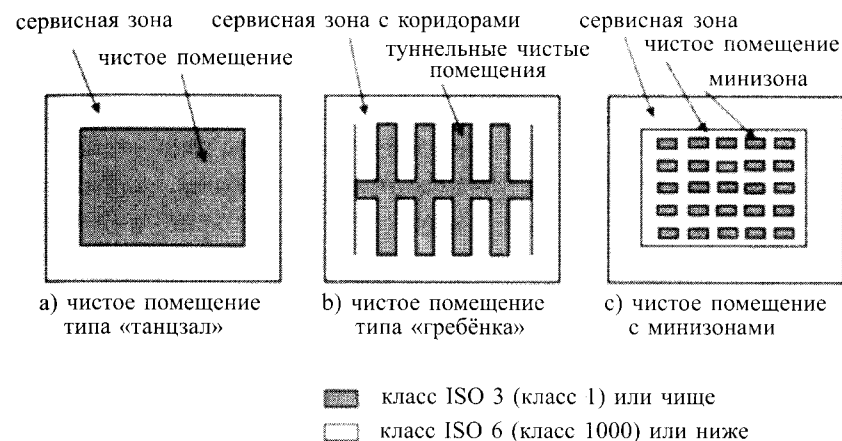 сервисная зона
чистое помещение
сервисная зона с коридорами
туннельные чистые
помещения
сервисная зона
чистое помещение
минизона
a) чистое помещение
типа «танцзал»
b) чистое помещение
типа «гребёнка»
c) чистое помещение
с минизонами
класс ISO 3 (класс 1) или чище
класс ISO 6 (класс 1000) или ниже